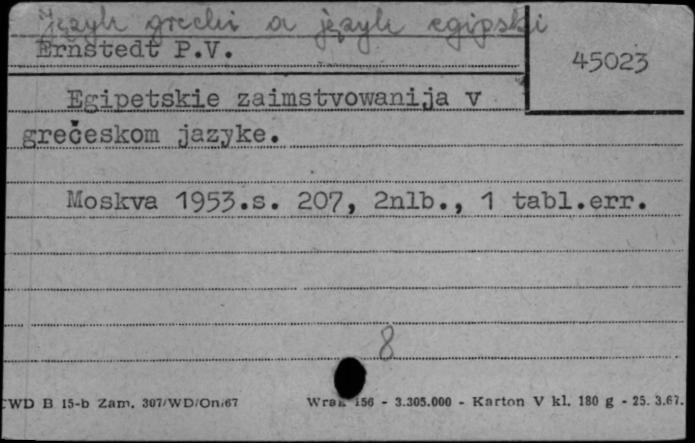 Język grecki a język egipski
Ernstedt P.V.
45023
Egipetskie zaimstvowanija v
grečeskom jazyke.
Moskva 1953.s. 207, 2nlb., 1 tabl.err.
8
WD B 15-b Zam. 307/WD/On/67 156 - 3.305.000 - Karton V kl. 180 g - 25. 3.67.